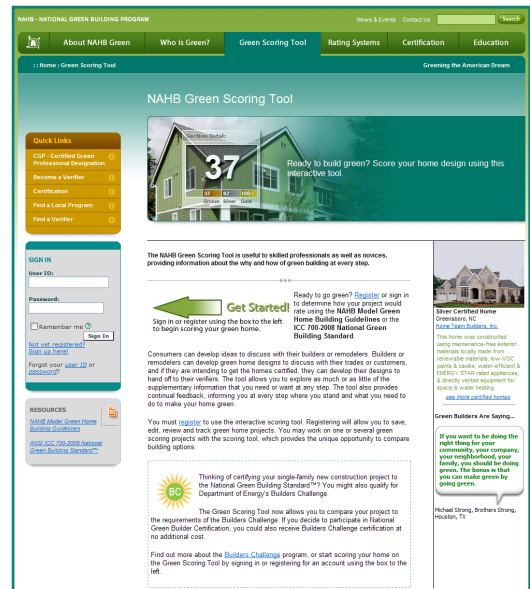 NAHB - NATIONAL GREEN BUILDING PROGRAM
News & Events Contact Us
Search
About NAHB Green
Who is Green?
Green Scoring Tool
Rating Systems
Certification
Education
:: Home : Green Scoring Tool
Greening the American Dream
NAHB Green Scoring Tool
Quick Links
CGP - Certified Green
Professional Designation
Become a Verifier
Certification
Find a Local Program
Find a Verifier
Section Total:
37
37 82 100+
Bronze Silver Gold
Ready to build green? Score your home design using this
interactive tool.
SIGN IN
User ID:
Password:
Remember me
Sign In
Not yet registered?
Sign up here!
Forgot your user ID or
password?
RESOURCES
NAHB Model Green Home
Building Guidelines
ANSI ICC 700-2008 National
Green Building Standard™
The NAHB Green Scoring Tool is useful to skilled professionals as well as novices,
providing information about the why and how of green building at every step.
Get Started!
Sign in or register using the box to the left
to begin scoring your green home.
Ready to go green? Register or sign in
to determine how your project would
rate using the NAHB Model Green
Home Building Guidelines or the
ICC 700-2008 National Green
Building Standard.
Consumers can develop ideas to discuss with their builders or remodelers. Builders or
remodelers can develop green home designs to discuss with their trades or customers,
and if they are intending to get the homes certified, they can develop their designs to
hand off to their verifiers. The tool allows you to explore as much or as little of the
supplementary information that you need or want at any step. The tool also provides
continual feedback, informing you at every step where you stand and what you need to
do to make your home green.
You must register to use the interactive scoring tool. Registering will allow you to save,
edit, review and track green home projects. You may work on one or several green
scoring projects with the scoring tool, which provides the unique opportunity to compare
building options.
BC
Thinking of certifying your single-family new construction project to
the National Green Building Standard™? You might also qualify for
Department of Energy's Builders Challenge.
The Green Scoring Tool now allows you to compare your project to
the requirements of the Builders Challenge. If you decide to participate in National
Green Builder Certification, you could also receive Builders Challenge certification at
no additional cost.
Find out more about the Builders Challenge program, or start scoring your home on
the Green Scoring Tool by signing in or registering for an account using the box to the
left.
Silver Certified Home
Greensboro, NC
Home Team Builders, Inc.
This home was constructed
using maintenance-free exterior
materials locally made from
renewable materials, low-VOC
paints & caulks, water-efficient &
ENERGY STAR rated appliances,
& directly vented equipment for
space & water heating.
see more certified homes
Green Builders Are Saying...
If you want to be doing the
right thing for your
community, your company,
your neighborhood, your
family, you should be doing
green. The bonus is that
you can make green by
going green.
Michael Strong, Brothers Strong,
Houston, TX